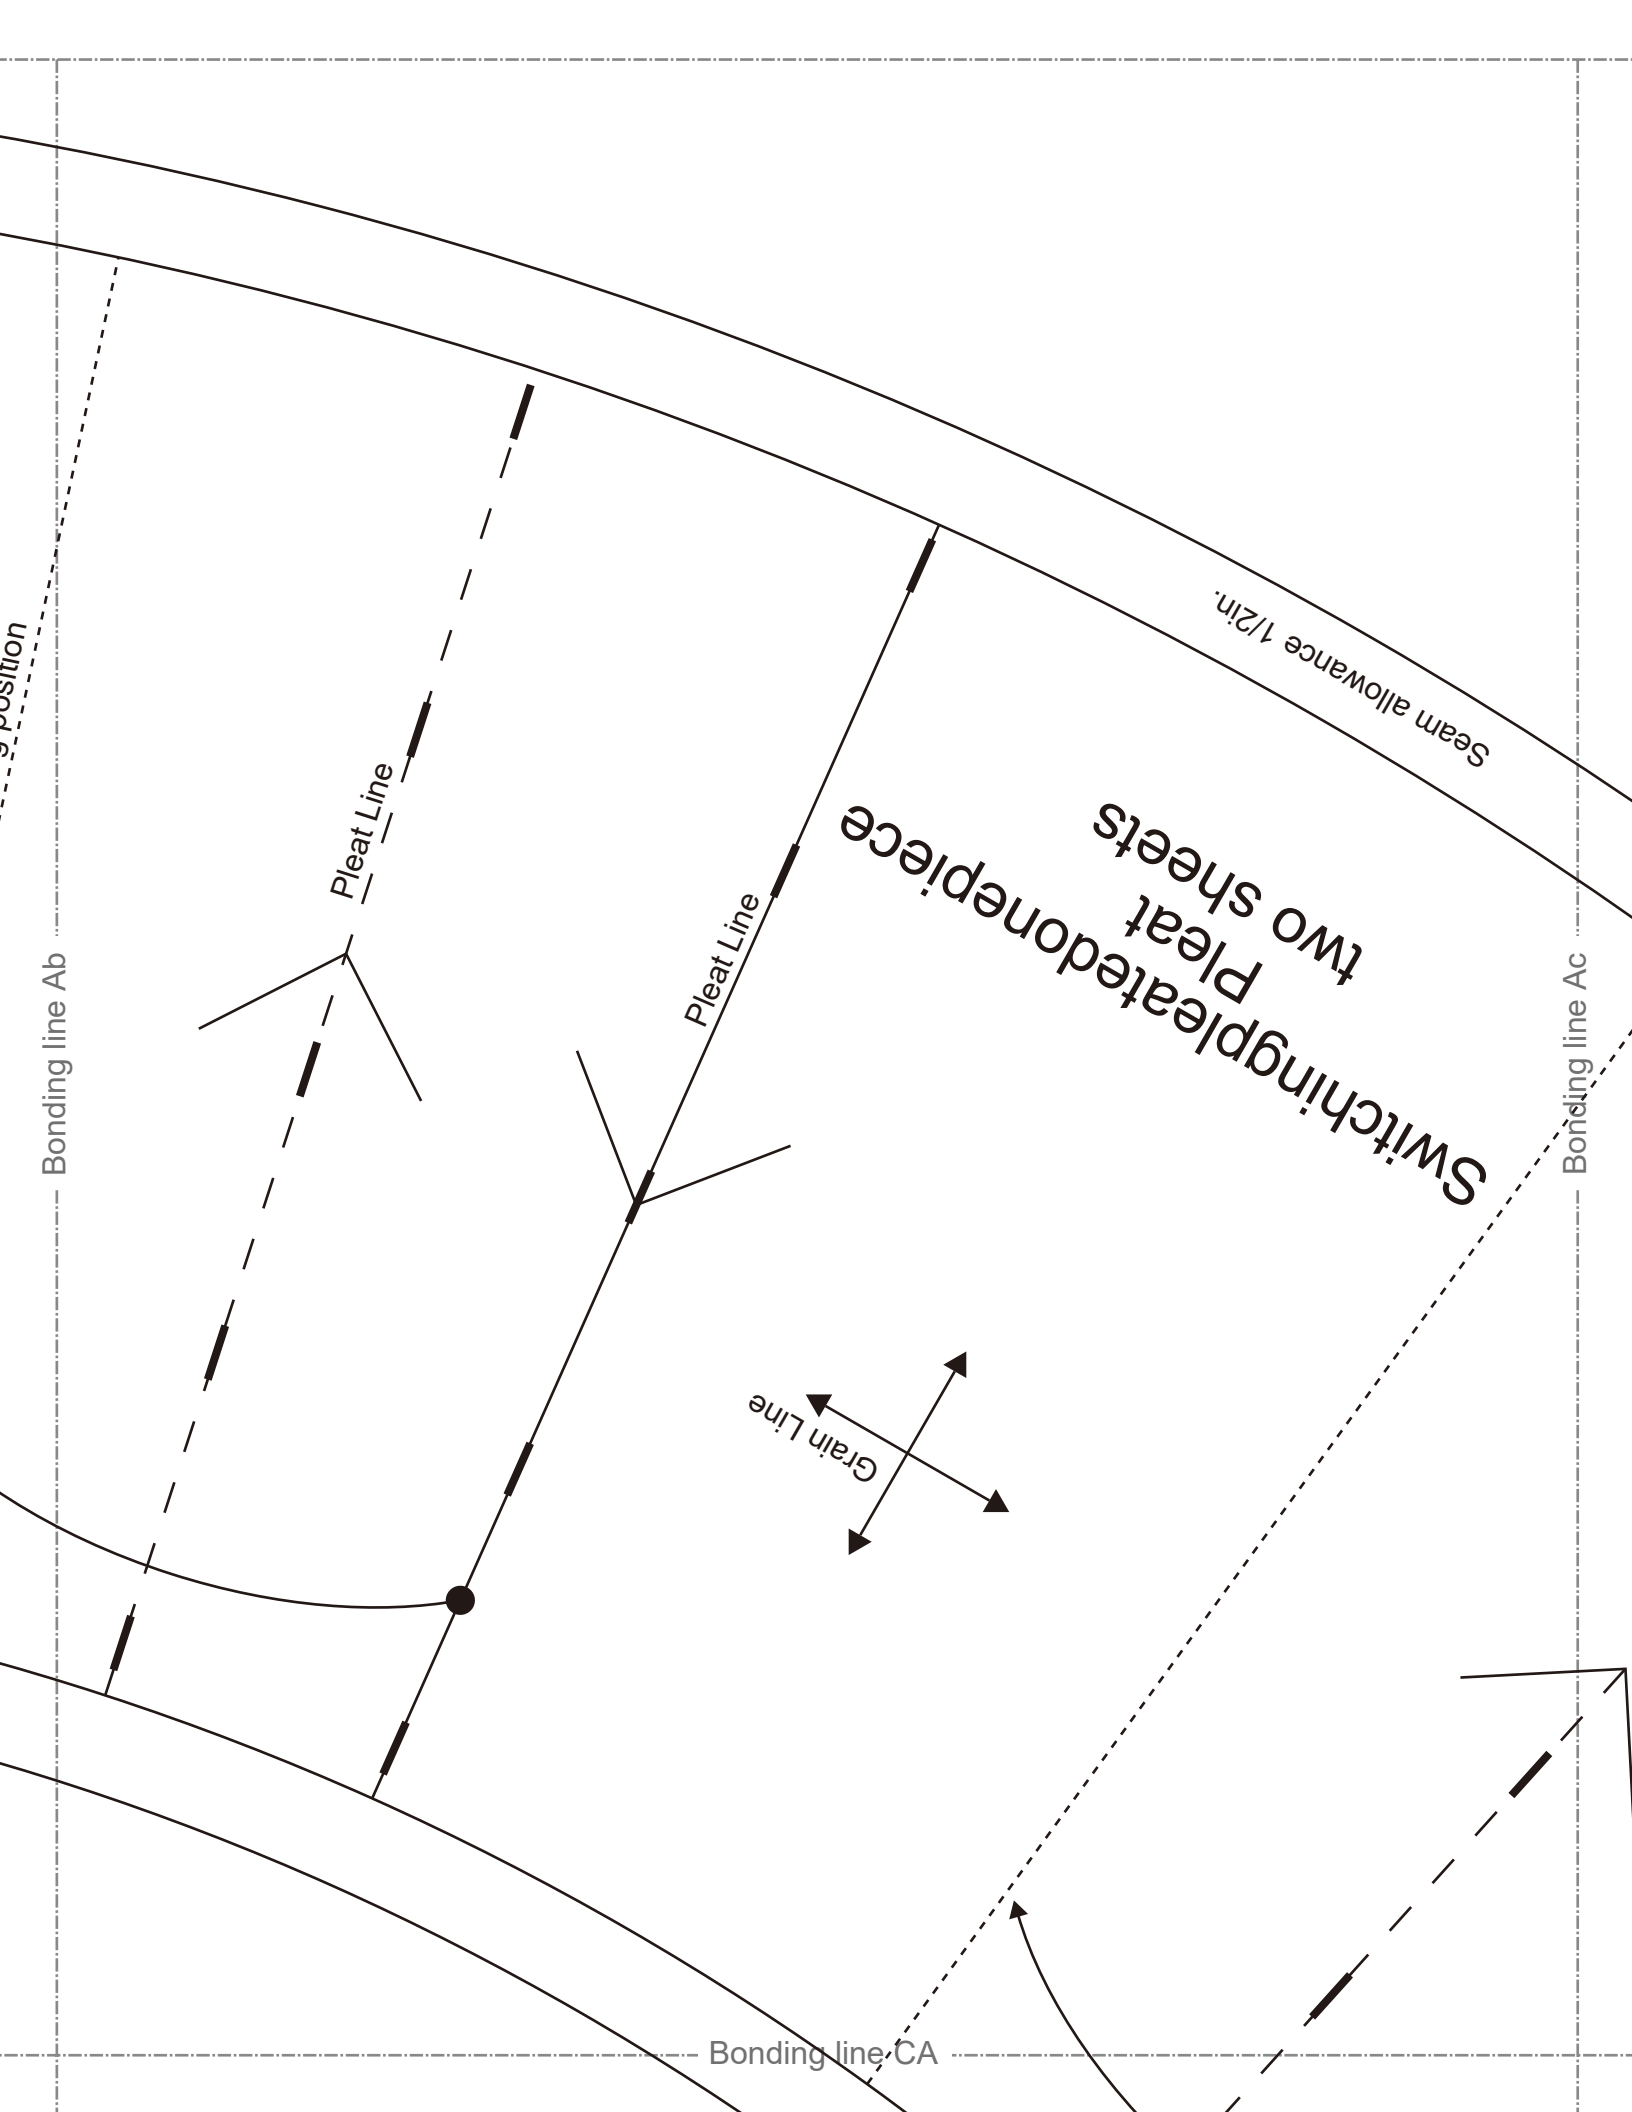 Seam allowance 1/2in.
Switchingpleatedonepiece
Pleat
two sheets
Pleat Line
Pleat Line
Grain Line
position
Bonding line Ab
Bonding line Ac
Bonding line CA